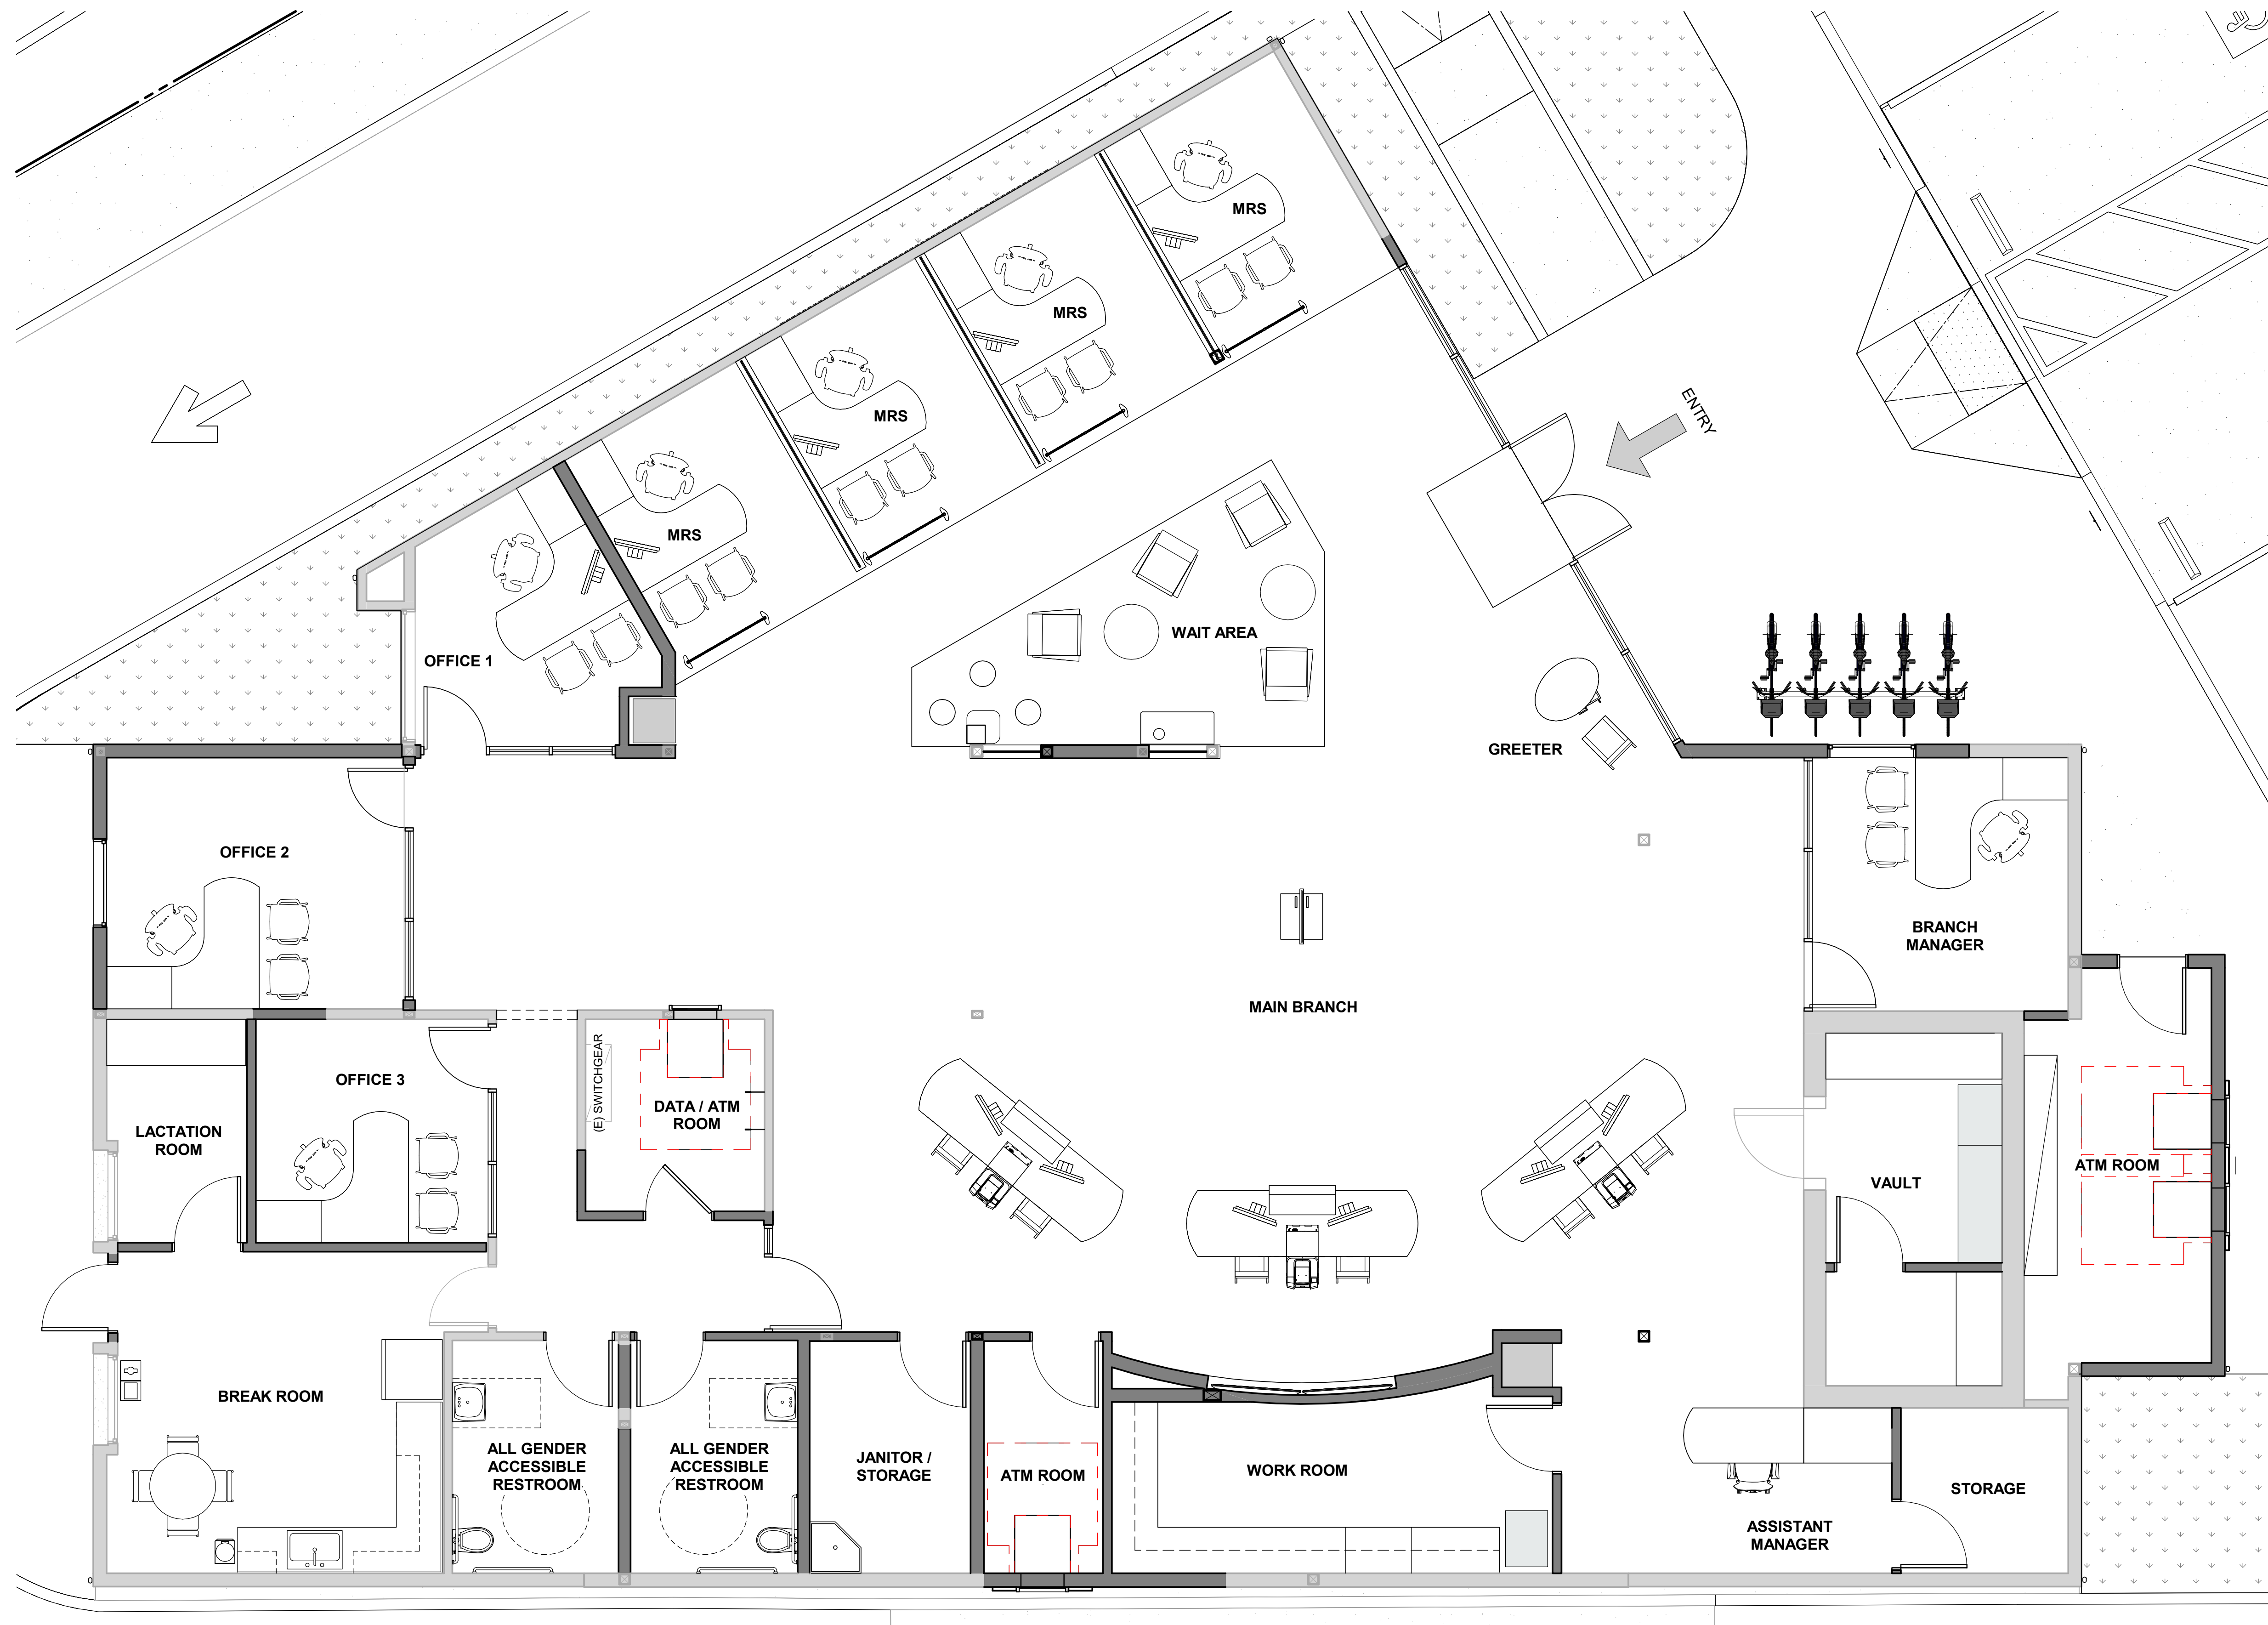 MRS
MRS
MRS
MRS
ENTRY
WAIT AREA
OFFICE 1
GREETER
OFFICE 2
BRANCH
MANAGER
MAIN BRANCH
OFFICE 3
(E) SWITCHGEAR
DATA / ATM
ROOM
LACTATION
ROOM
VAULT
ATM ROOM
BREAK ROOM
ALL GENDER
ACCESSIBLE
RESTROOM
ALL GENDER
ACCESSIBLE
RESTROOM
JANITOR /
STORAGE
ATM ROOM
WORK ROOM
STORAGE
ASSISTANT
MANAGER